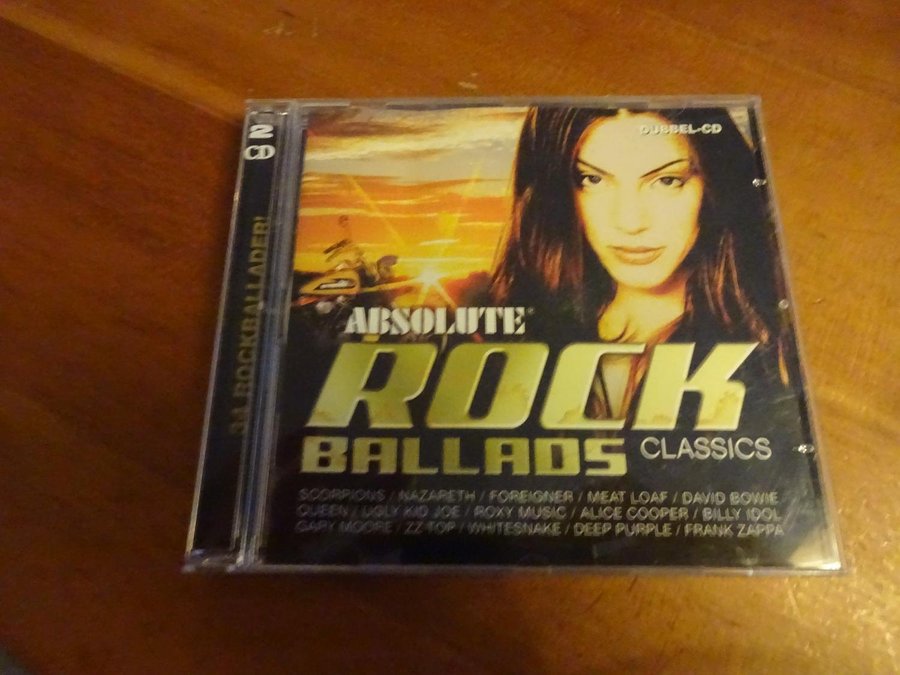 2
CD
34 ROCKBALLADER!
DUBBEL-CD
ABSOLUTE
ROCK
BALLADS CLASSICS
SCORPIONS / NAZARETH / FOREIGNER / MEAT LOAF / DAVID BOWIE
QUEEN / UGLY KID JOE / ROXY MUSIC / ALICE COOPER / BILLY IDOL
GARY MOORE / ZZ TOP / WHITESNAKE / DEEP PURPLE / FRANK ZAPPA